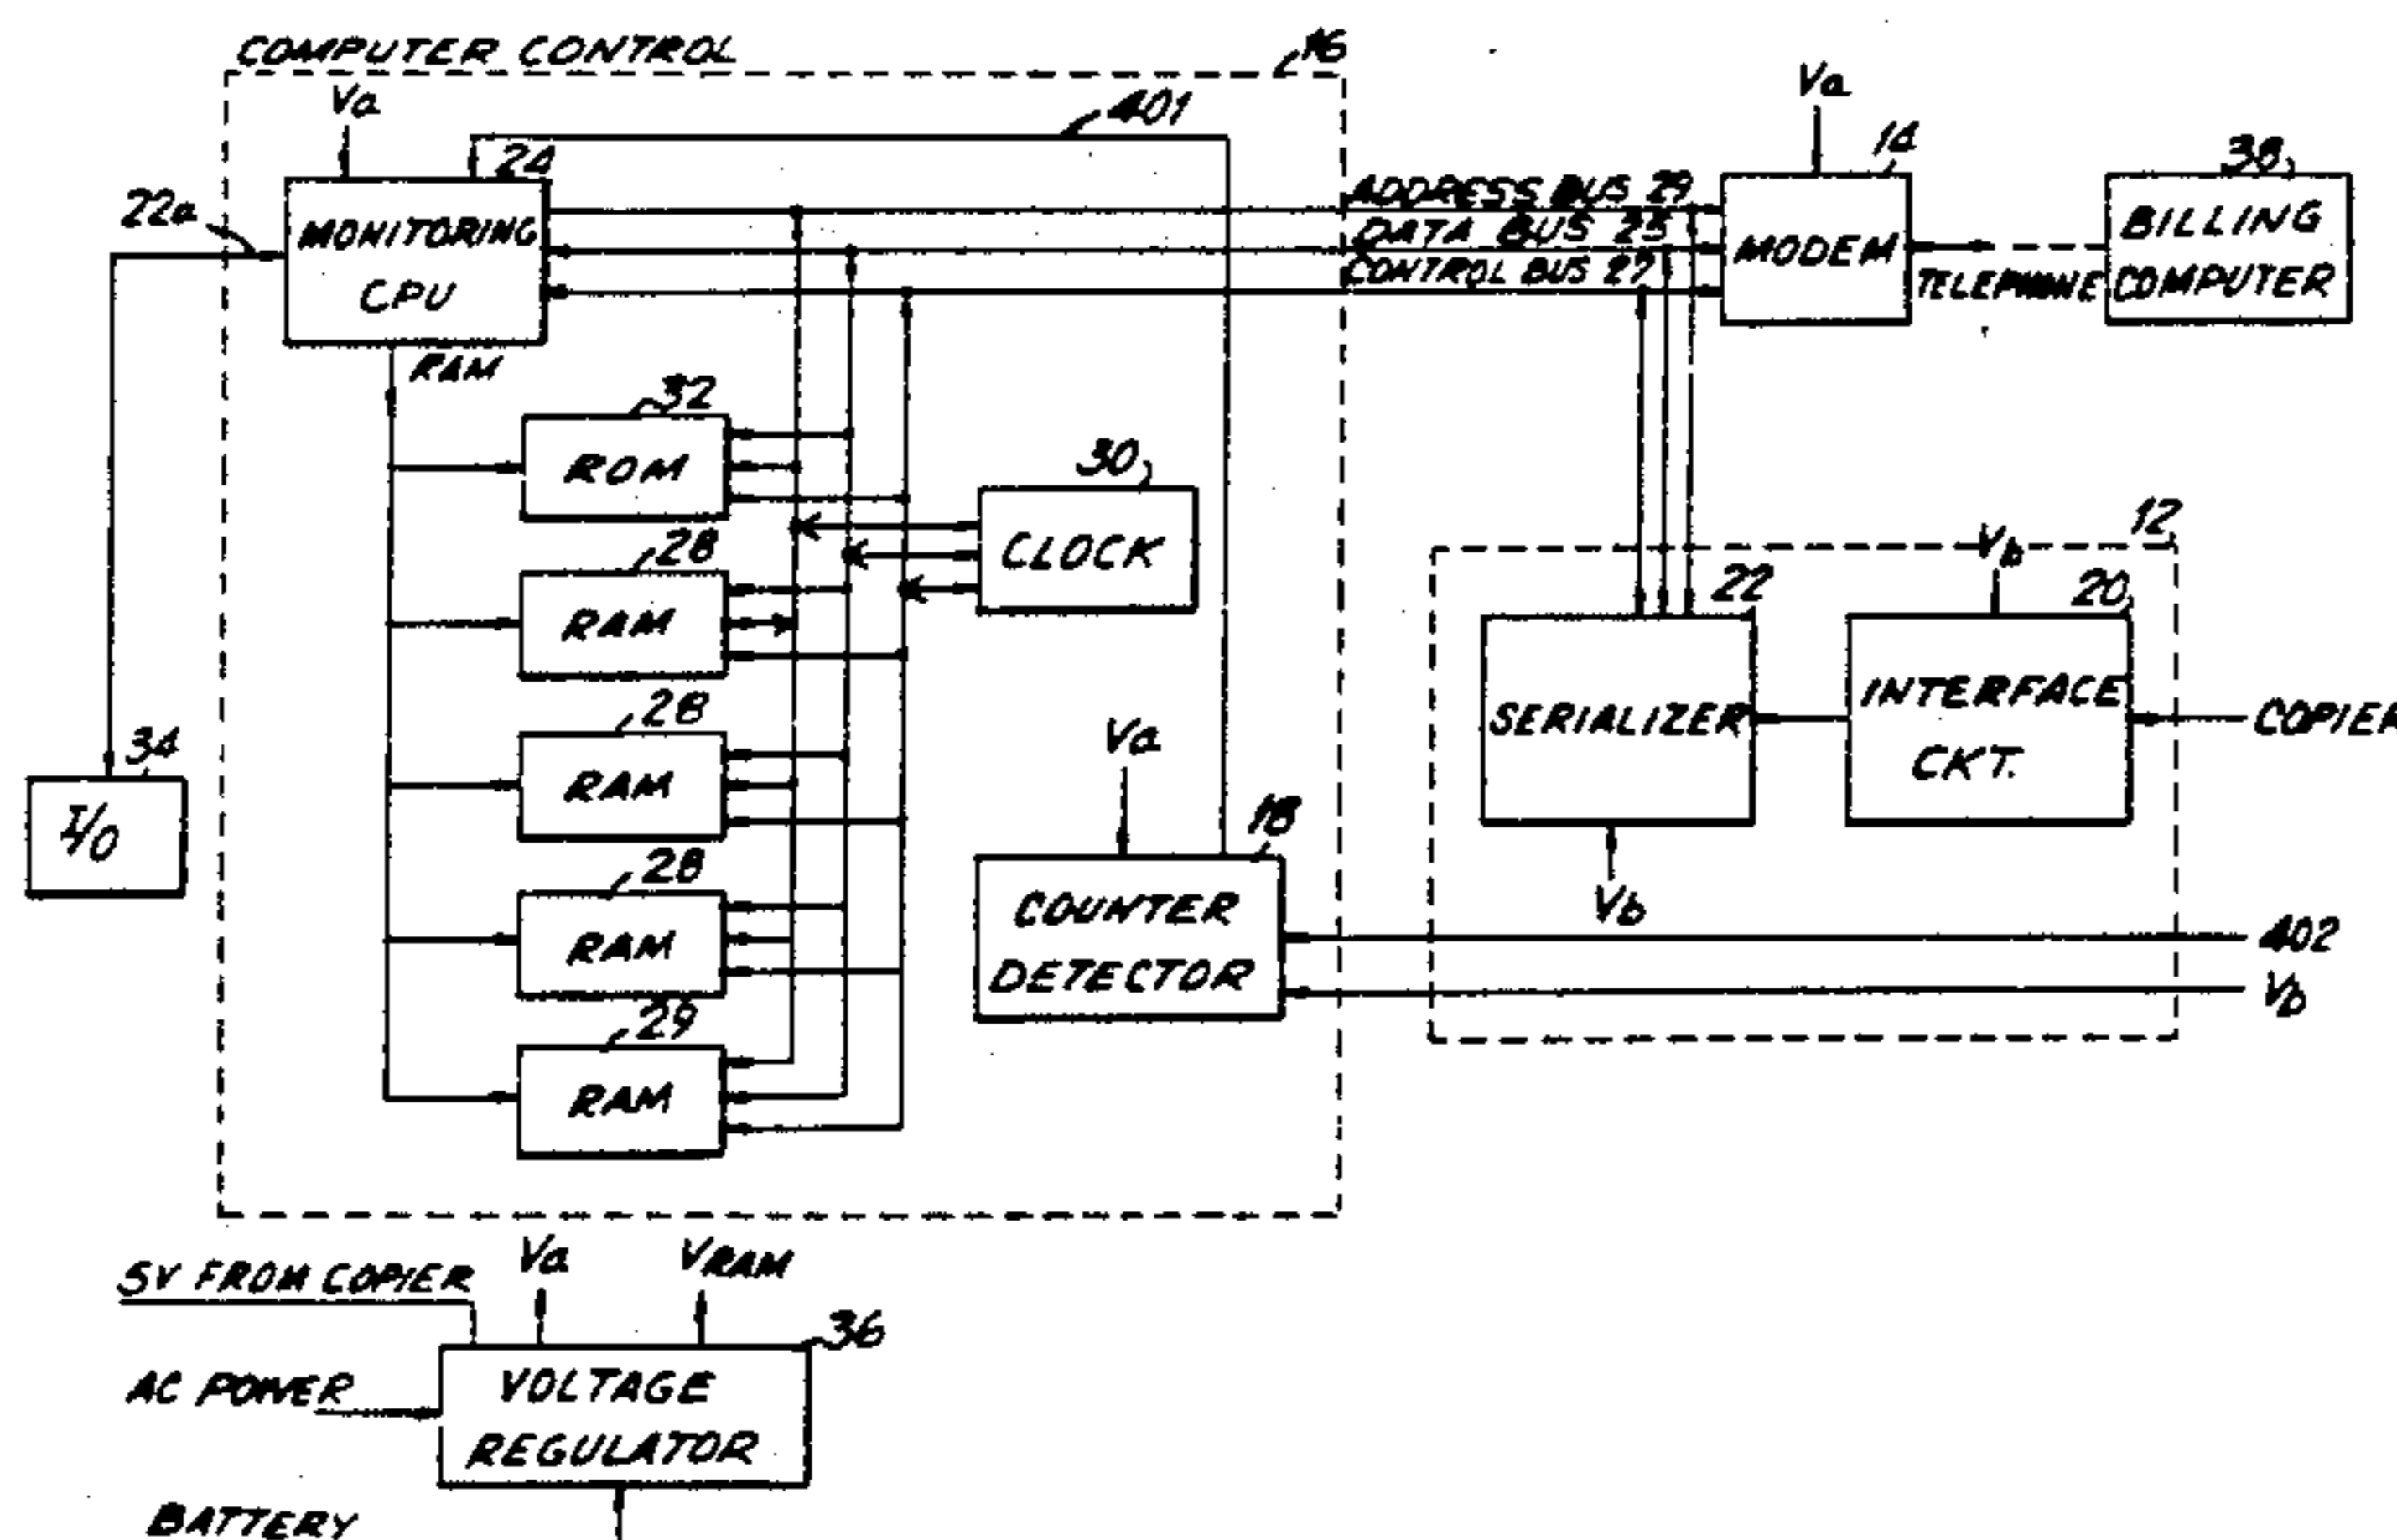 COMPUTER CONTROL
16
Va
401
24
22a
MONITORING
CPU
RAM
ADDRESS BUS 29
DATA BUS 25
CONTROL BUS 27
Va
14
MODEM
TELEPHONE
38
BILLING
COMPUTER
32
ROM
30
CLOCK
28
RAM
28
RAM
28
RAM
29
RAM
34
I/O
Va
18
COUNTER
DETECTOR
12
Vb
22
SERIALIZER
Vb
20
INTERFACE
CKT.
COPIER
402
Vb
5V FROM COPIER
Va
VRAM
36
AC POWER
VOLTAGE
REGULATOR
BATTERY